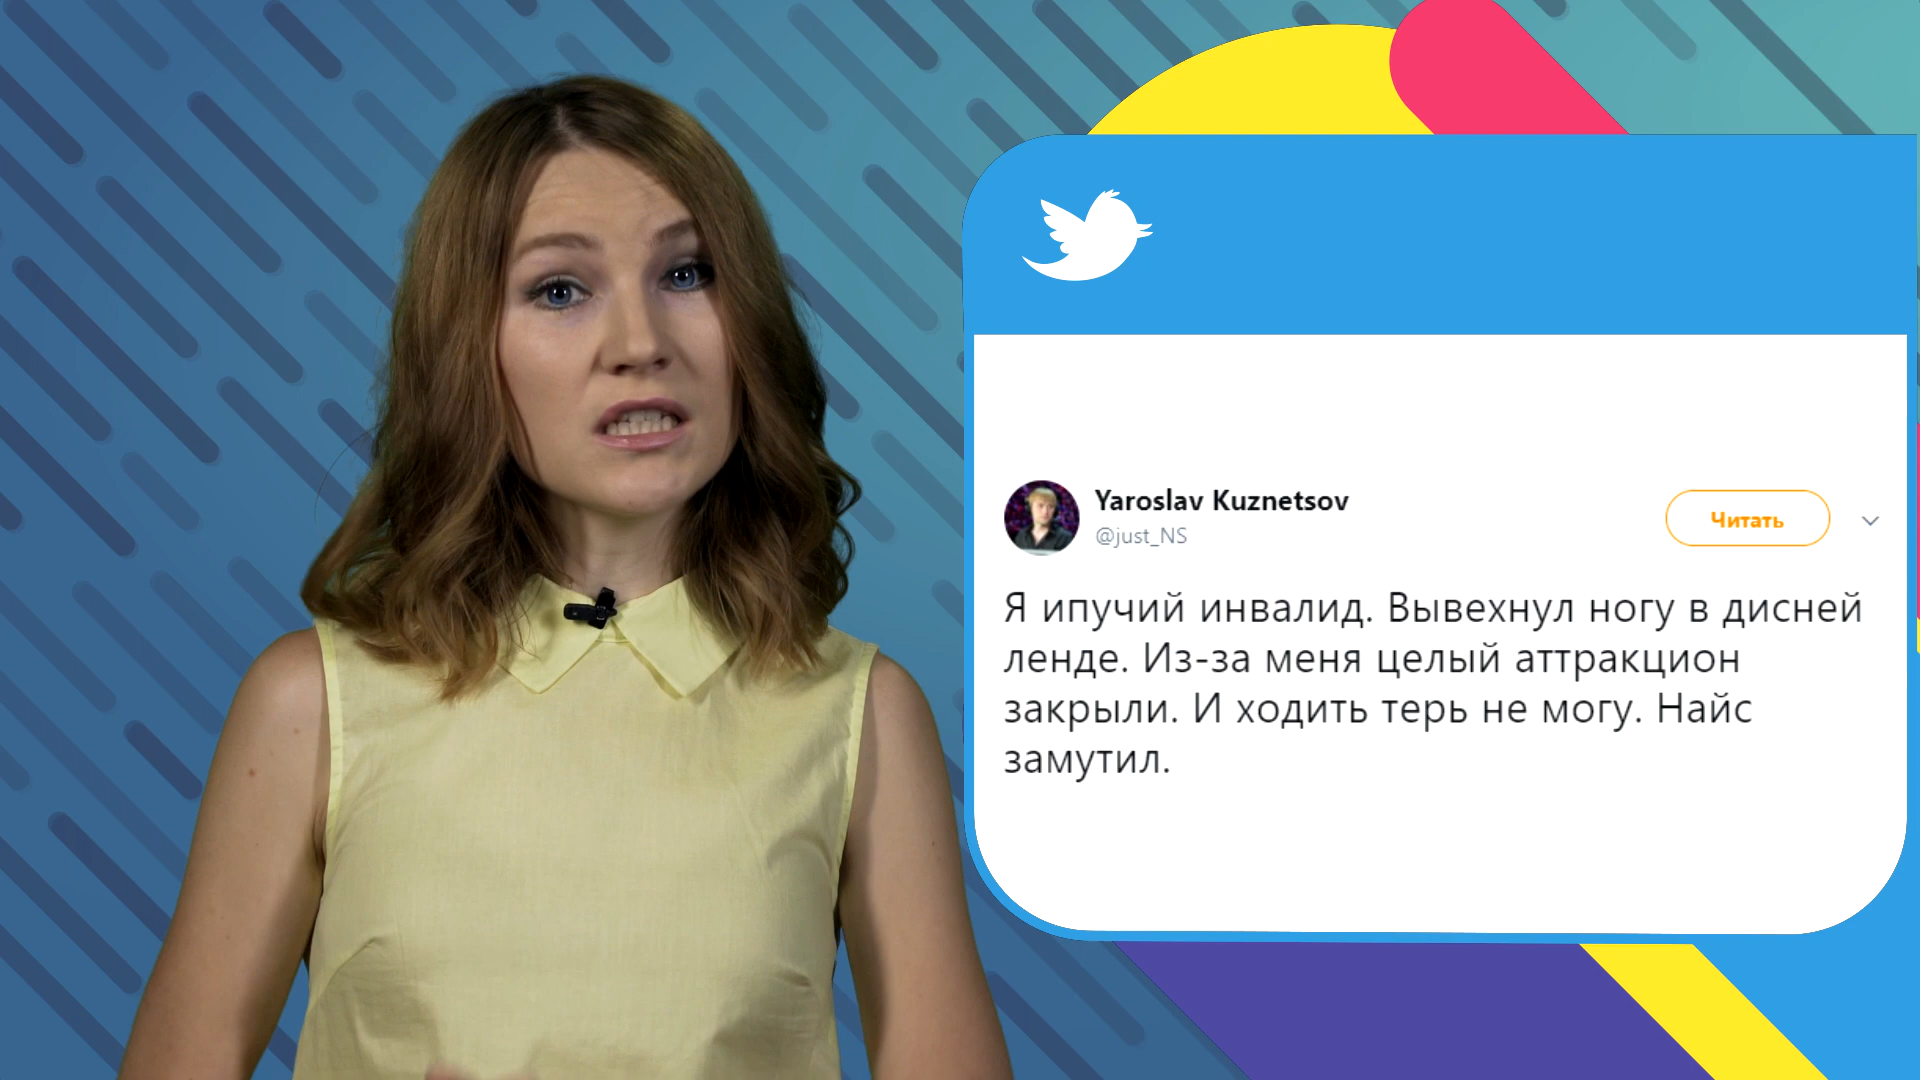 Yaroslav Kuznetsov
@just_NS
Читать
Я ипучий инвалид. Вывехнул ногу в дисней
ленде. Из-за меня целый аттракцион
закрыли. И ходить терь не могу. Найс
замутил.